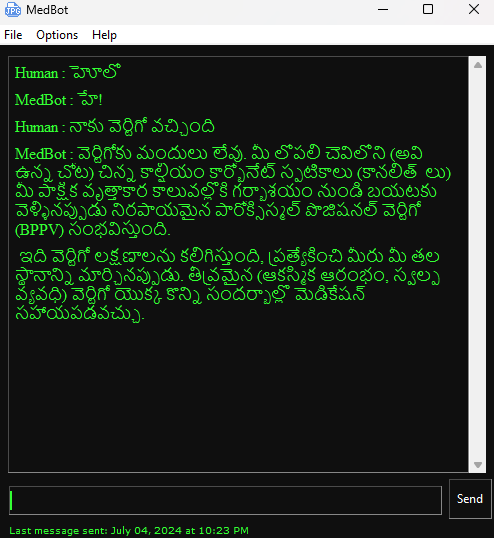 MedBot
File Options Help
Human : హెూలో
MedBot : హే!
Human : నాకు వెర్టిగో వచ్చింది
MedBot : వెర్టిగోకు మందులు లేవు. మీ లోపలి చెవిలోని (అవి
ఉన్న చోట) చిన్న కాల్షియం కార్బోనేట్ స్పటికాలు (కానలిత్ లు)
మీ పాక్షిక వృత్తాకార కాలువల్లోకి గర్భాశయం నుండి బయటకు
వెళ్ళినప్పుడు నిరపాయమైన పారోక్సిస్మల్ పొజిషనల్ వెర్టిగో
(BPPV) సంభవిస్తుంది.
ఇది వెర్టిగో లక్షణాలను కలిగిస్తుంది, ప్రత్యేకించి మీరు మీ తల
స్థానాన్ని మార్చినప్పుడు. తీవ్రమైన (ఆకస్మిక ఆరంభం, స్వల్ప
వ్యవధి) వెర్టిగో యొక్క కొన్ని సందర్భాల్లో మెడికేషన్
సహాయపడవచ్చు.
Send
Last message sent: July 04, 2024 at 10:23 PM